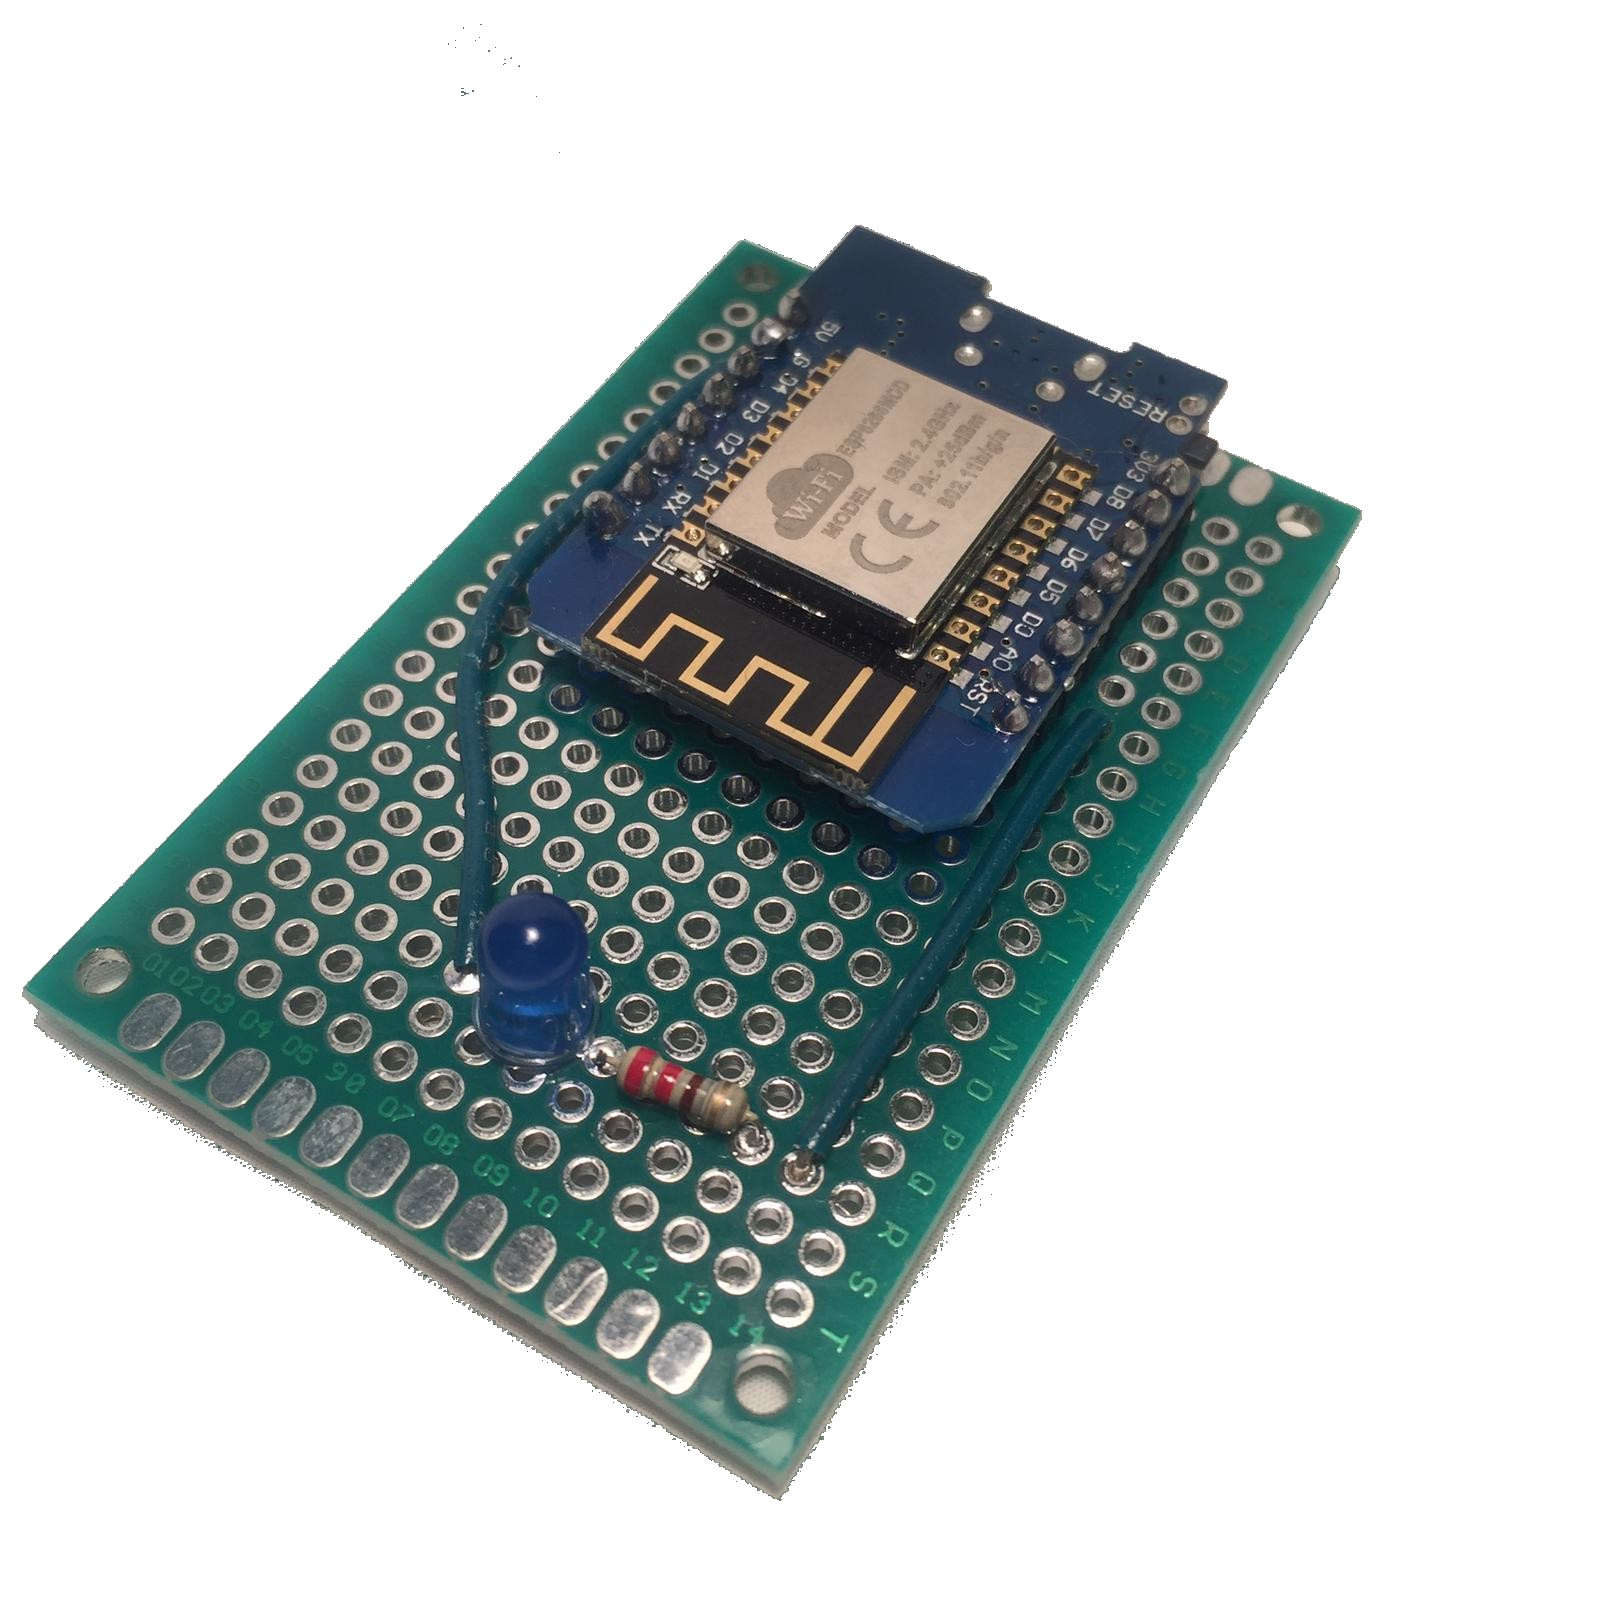 5V
G
D4
D3
D2
D1
RX
TX
RESET
3V3
D8
D7
D6
D5
D0
A0
RST
Wi-Fi
MODEL
ESP8266MOD
ISM: 2.4GHz
PA: +25dBm
802.11b/g/n
CE
01 02 03 04 05 06 07 08 09 10 11 12 13 14
E
F
G
H
I
J
K
L
M
N
O
P
Q
R
S
T